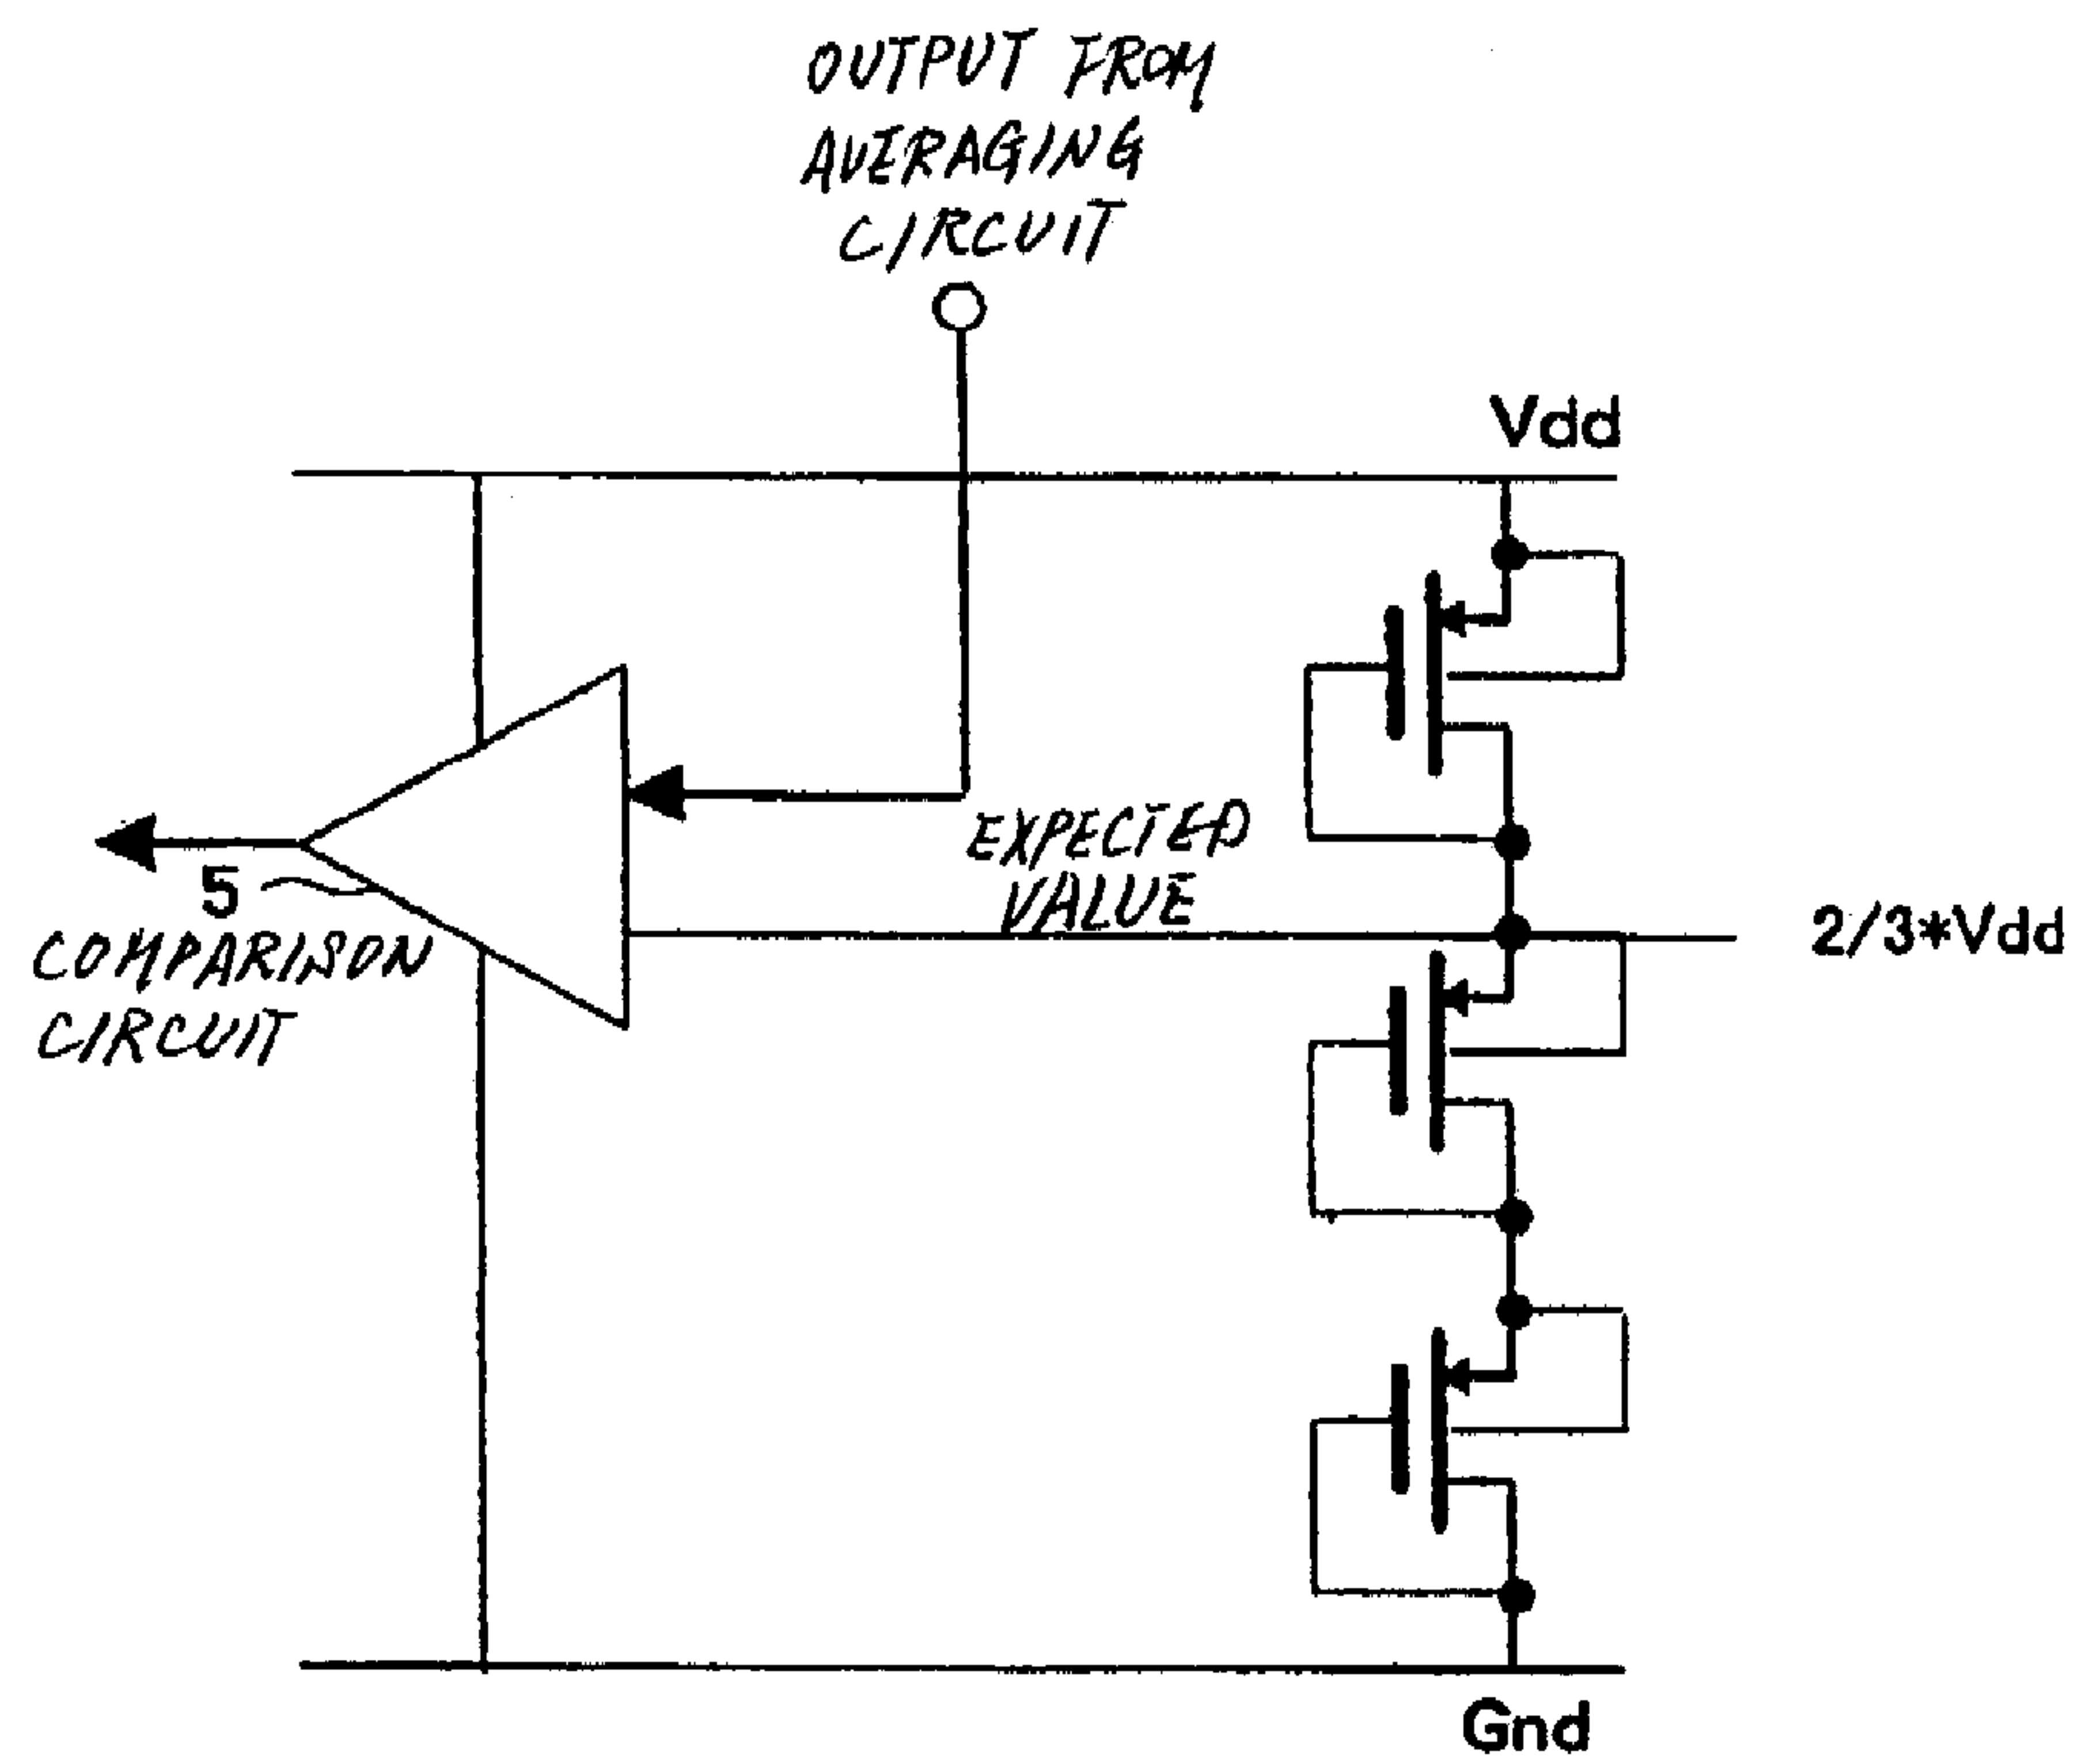 OUTPUT FROM
AVERAGING
CIRCUIT
Vdd
EXPECTED
VALUE
5
COMPARISON
CIRCUIT
2/3*Vdd
Gnd